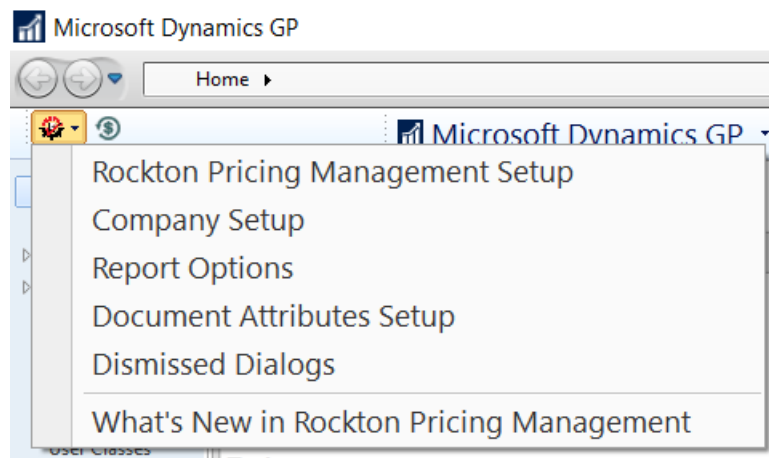 Microsoft Dynamics GP
Home
Microsoft Dynamics GP
Rockton Pricing Management Setup
Company Setup
Report Options
Document Attributes Setup
Dismissed Dialogs
What's New in Rockton Pricing Management
User Classes